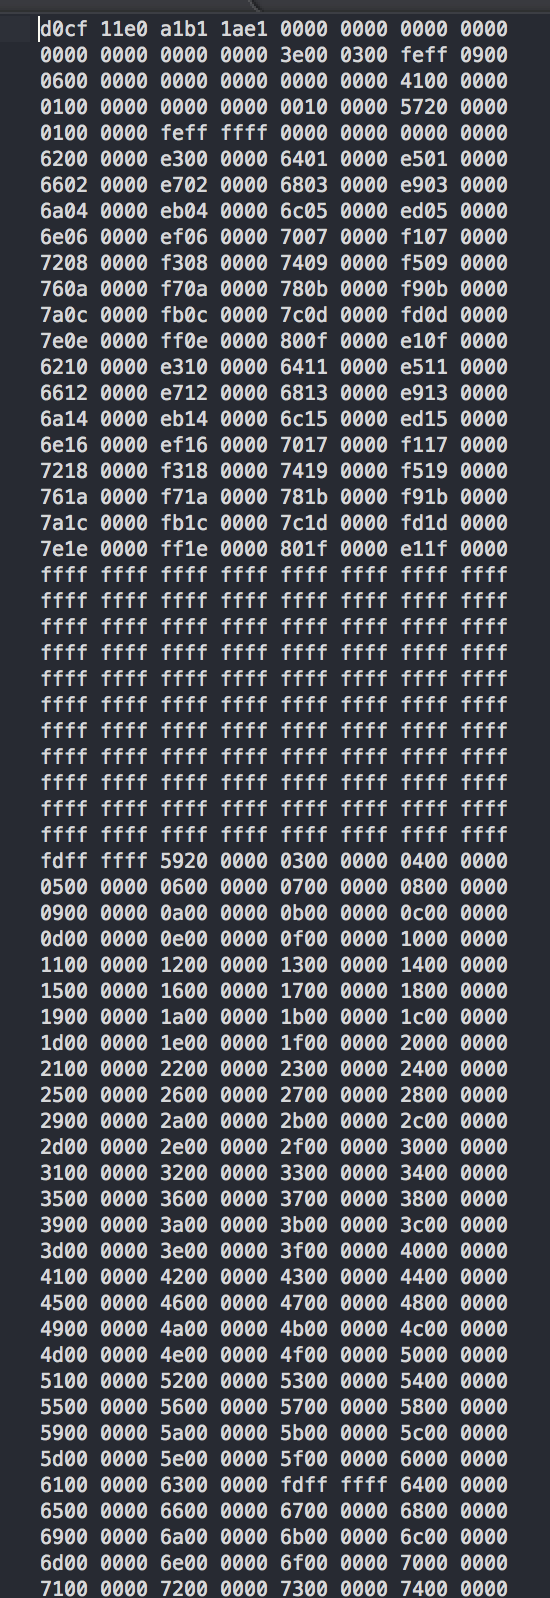 d0cf 11e0 a1b1 1ae1 0000 0000 0000 0000
0000 0000 0000 0000 3e00 0300 feff 0900
0600 0000 0000 0000 0000 0000 4100 0000
0100 0000 0000 0000 0010 0000 5720 0000
0100 0000 feff ffff 0000 0000 0000 0000
6200 0000 e300 0000 6401 0000 e501 0000
6602 0000 e702 0000 6803 0000 e903 0000
6a04 0000 eb04 0000 6c05 0000 ed05 0000
6e06 0000 ef06 0000 7007 0000 f107 0000
7208 0000 f308 0000 7409 0000 f509 0000
760a 0000 f70a 0000 780b 0000 f90b 0000
7a0c 0000 fb0c 0000 7c0d 0000 fd0d 0000
7e0e 0000 ff0e 0000 800f 0000 e10f 0000
6210 0000 e310 0000 6411 0000 e511 0000
6612 0000 e712 0000 6813 0000 e913 0000
6a14 0000 eb14 0000 6c15 0000 ed15 0000
6e16 0000 ef16 0000 7017 0000 f117 0000
7218 0000 f318 0000 7419 0000 f519 0000
761a 0000 f71a 0000 781b 0000 f91b 0000
7a1c 0000 fb1c 0000 7c1d 0000 fd1d 0000
7e1e 0000 ff1e 0000 801f 0000 e11f 0000
ffff ffff ffff ffff ffff ffff ffff ffff
ffff ffff ffff ffff ffff ffff ffff ffff
ffff ffff ffff ffff ffff ffff ffff ffff
ffff ffff ffff ffff ffff ffff ffff ffff
ffff ffff ffff ffff ffff ffff ffff ffff
ffff ffff ffff ffff ffff ffff ffff ffff
ffff ffff ffff ffff ffff ffff ffff ffff
ffff ffff ffff ffff ffff ffff ffff ffff
ffff ffff ffff ffff ffff ffff ffff ffff
ffff ffff ffff ffff ffff ffff ffff ffff
ffff ffff ffff ffff ffff ffff ffff ffff
fdff ffff 5920 0000 0300 0000 0400 0000
0500 0000 0600 0000 0700 0000 0800 0000
0900 0000 0a00 0000 0b00 0000 0c00 0000
0d00 0000 0e00 0000 0f00 0000 1000 0000
1100 0000 1200 0000 1300 0000 1400 0000
1500 0000 1600 0000 1700 0000 1800 0000
1900 0000 1a00 0000 1b00 0000 1c00 0000
1d00 0000 1e00 0000 1f00 0000 2000 0000
2100 0000 2200 0000 2300 0000 2400 0000
2500 0000 2600 0000 2700 0000 2800 0000
2900 0000 2a00 0000 2b00 0000 2c00 0000
2d00 0000 2e00 0000 2f00 0000 3000 0000
3100 0000 3200 0000 3300 0000 3400 0000
3500 0000 3600 0000 3700 0000 3800 0000
3900 0000 3a00 0000 3b00 0000 3c00 0000
3d00 0000 3e00 0000 3f00 0000 4000 0000
4100 0000 4200 0000 4300 0000 4400 0000
4500 0000 4600 0000 4700 0000 4800 0000
4900 0000 4a00 0000 4b00 0000 4c00 0000
4d00 0000 4e00 0000 4f00 0000 5000 0000
5100 0000 5200 0000 5300 0000 5400 0000
5500 0000 5600 0000 5700 0000 5800 0000
5900 0000 5a00 0000 5b00 0000 5c00 0000
5d00 0000 5e00 0000 5f00 0000 6000 0000
6100 0000 6300 0000 fdff ffff 6400 0000
6500 0000 6600 0000 6700 0000 6800 0000
6900 0000 6a00 0000 6b00 0000 6c00 0000
6d00 0000 6e00 0000 6f00 0000 7000 0000
7100 0000 7200 0000 7300 0000 7400 0000